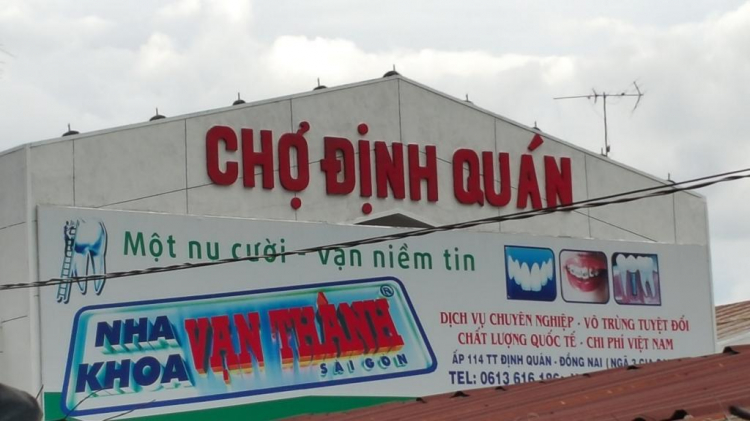 CHỢ ĐỊNH QUÁN
Một nụ cười - vạn niềm tin
NHA KHOA
VẠN THÀNH ®
SÀI GÒN
DỊCH VỤ CHUYÊN NGHIỆP - VÔ TRÙNG TUYỆT ĐỐI
CHẤT LƯỢNG QUỐC TẾ - CHI PHÍ VIỆT NAM
ẤP 114 TT ĐỊNH QUÁN - ĐỒNG NAI ( NGÃ 3
TEL: 0613 616